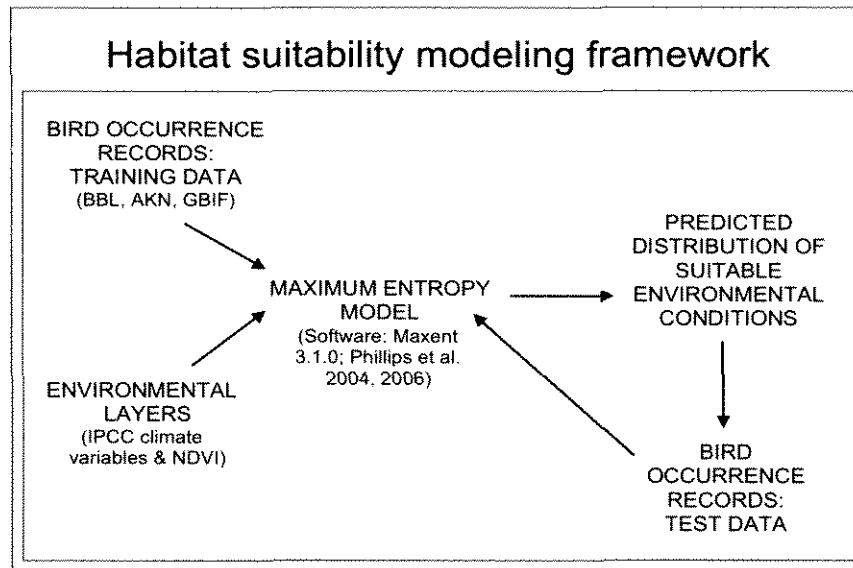 Habitat suitability modeling framework
BIRD OCCURRENCE
RECORDS:
TRAINING DATA
(BBL, AKN, GBIF)
ENVIRONMENTAL
LAYERS
(IPCC climate
variables & NDVI)
MAXIMUM ENTROPY
MODEL
(Software: Maxent
3.1.0; Phillips et al.
2004, 2006)
PREDICTED
DISTRIBUTION OF
SUITABLE
ENVIRONMENTAL
CONDITIONS
BIRD
OCCURRENCE
RECORDS:
TEST DATA